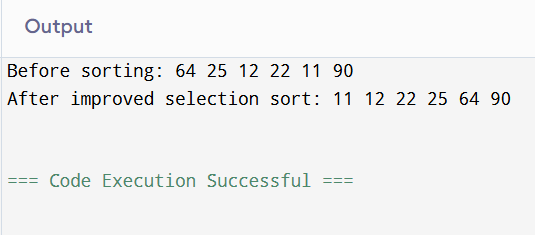 Output
Before sorting: 64 25 12 22 11 90
After improved selection sort: 11 12 22 25 64 90
=== Code Execution Successful ===